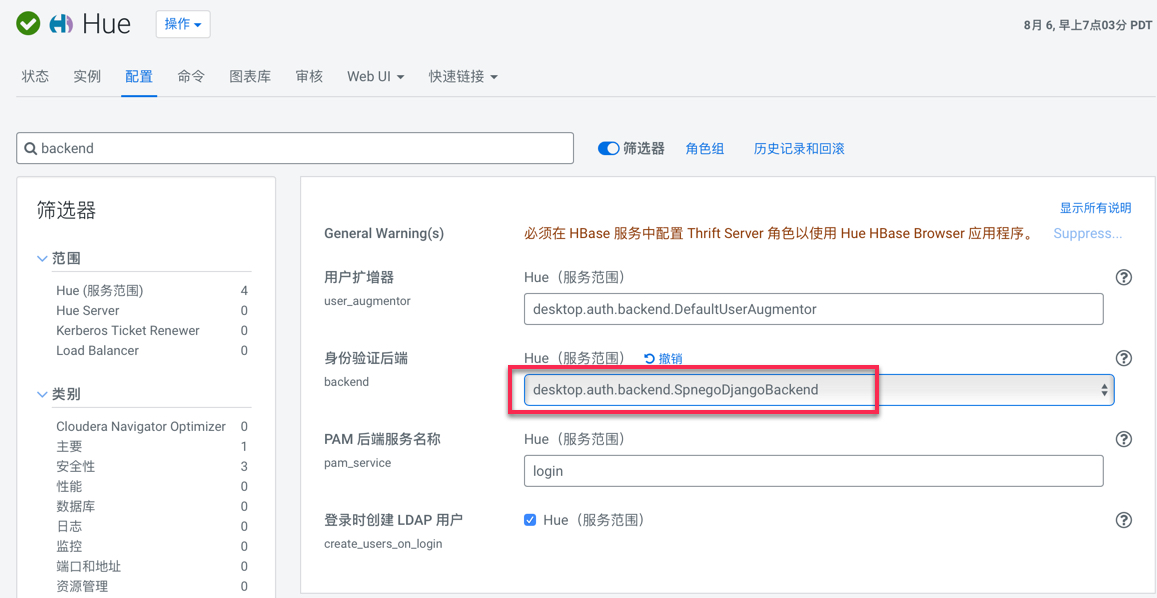 Hue 操作
8月 6, 早上7点03分 PDT
状态 实例 配置 命令 图表库 审核 Web UI 快速链接
backend
筛选器 角色组 历史记录和回滚
筛选器
范围
Hue (服务范围) 4
Hue Server 0
Kerberos Ticket Renewer 0
Load Balancer 0
类别
Cloudera Navigator Optimizer 0
主要 1
安全性 3
性能 0
数据库 0
日志 0
监控 0
端口和地址 0
资源管理 0
显示所有说明
General Warning(s) 必须在 HBase 服务中配置 Thrift Server 角色以使用 Hue HBase Browser 应用程序。 Suppress...
用户扩增器 Hue（服务范围）
user_augmentor
desktop.auth.backend.DefaultUserAugmentor
身份验证后端 Hue（服务范围） 撤销
backend
desktop.auth.backend.SpnegoDjangoBackend
PAM 后端服务名称 Hue（服务范围）
pam_service
login
登录时创建 LDAP 用户 Hue（服务范围）
create_users_on_login